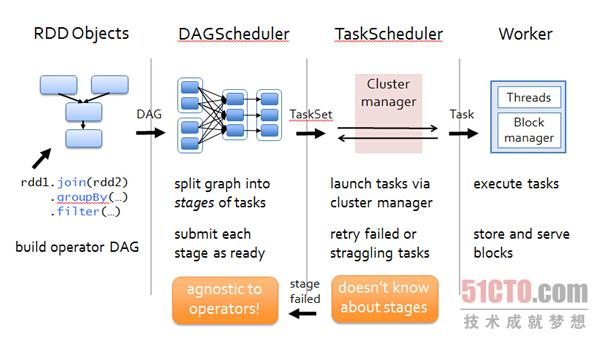 RDD Objects
DAGScheduler
TaskScheduler
Worker
DAG
TaskSet
Cluster
manager
Task
Threads
Block
manager
rdd1.join(rdd2)
.groupBy(…)
.filter(…)
build operator DAG
split graph into
stages of tasks
submit each
stage as ready
launch tasks via
cluster manager
retry failed or
straggling tasks
execute tasks
store and serve
blocks
agnostic to
operators!
stage
failed
doesn't know
about stages
51CTO.com
技术成就梦想